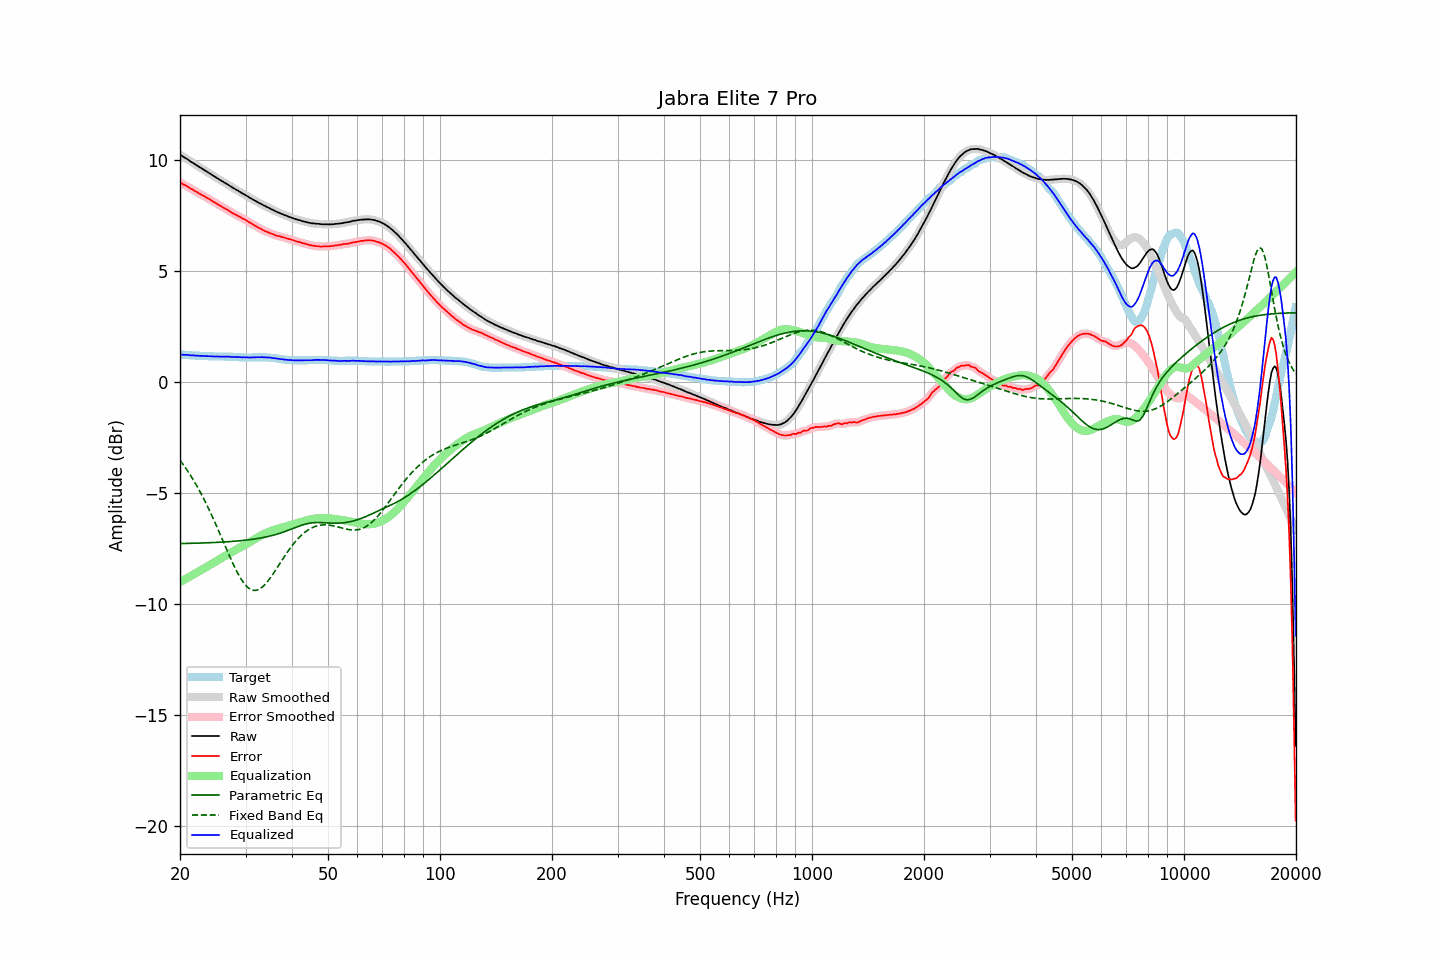 Jabra Elite 7 Pro
Amplitude (dBr)
10
5
0
−5
−10
−15
−20
Target
Raw Smoothed
Error Smoothed
Raw
Error
Equalization
Parametric Eq
Fixed Band Eq
Equalized
20 50 100 200 500 1000 2000 5000 10000 20000
Frequency (Hz)